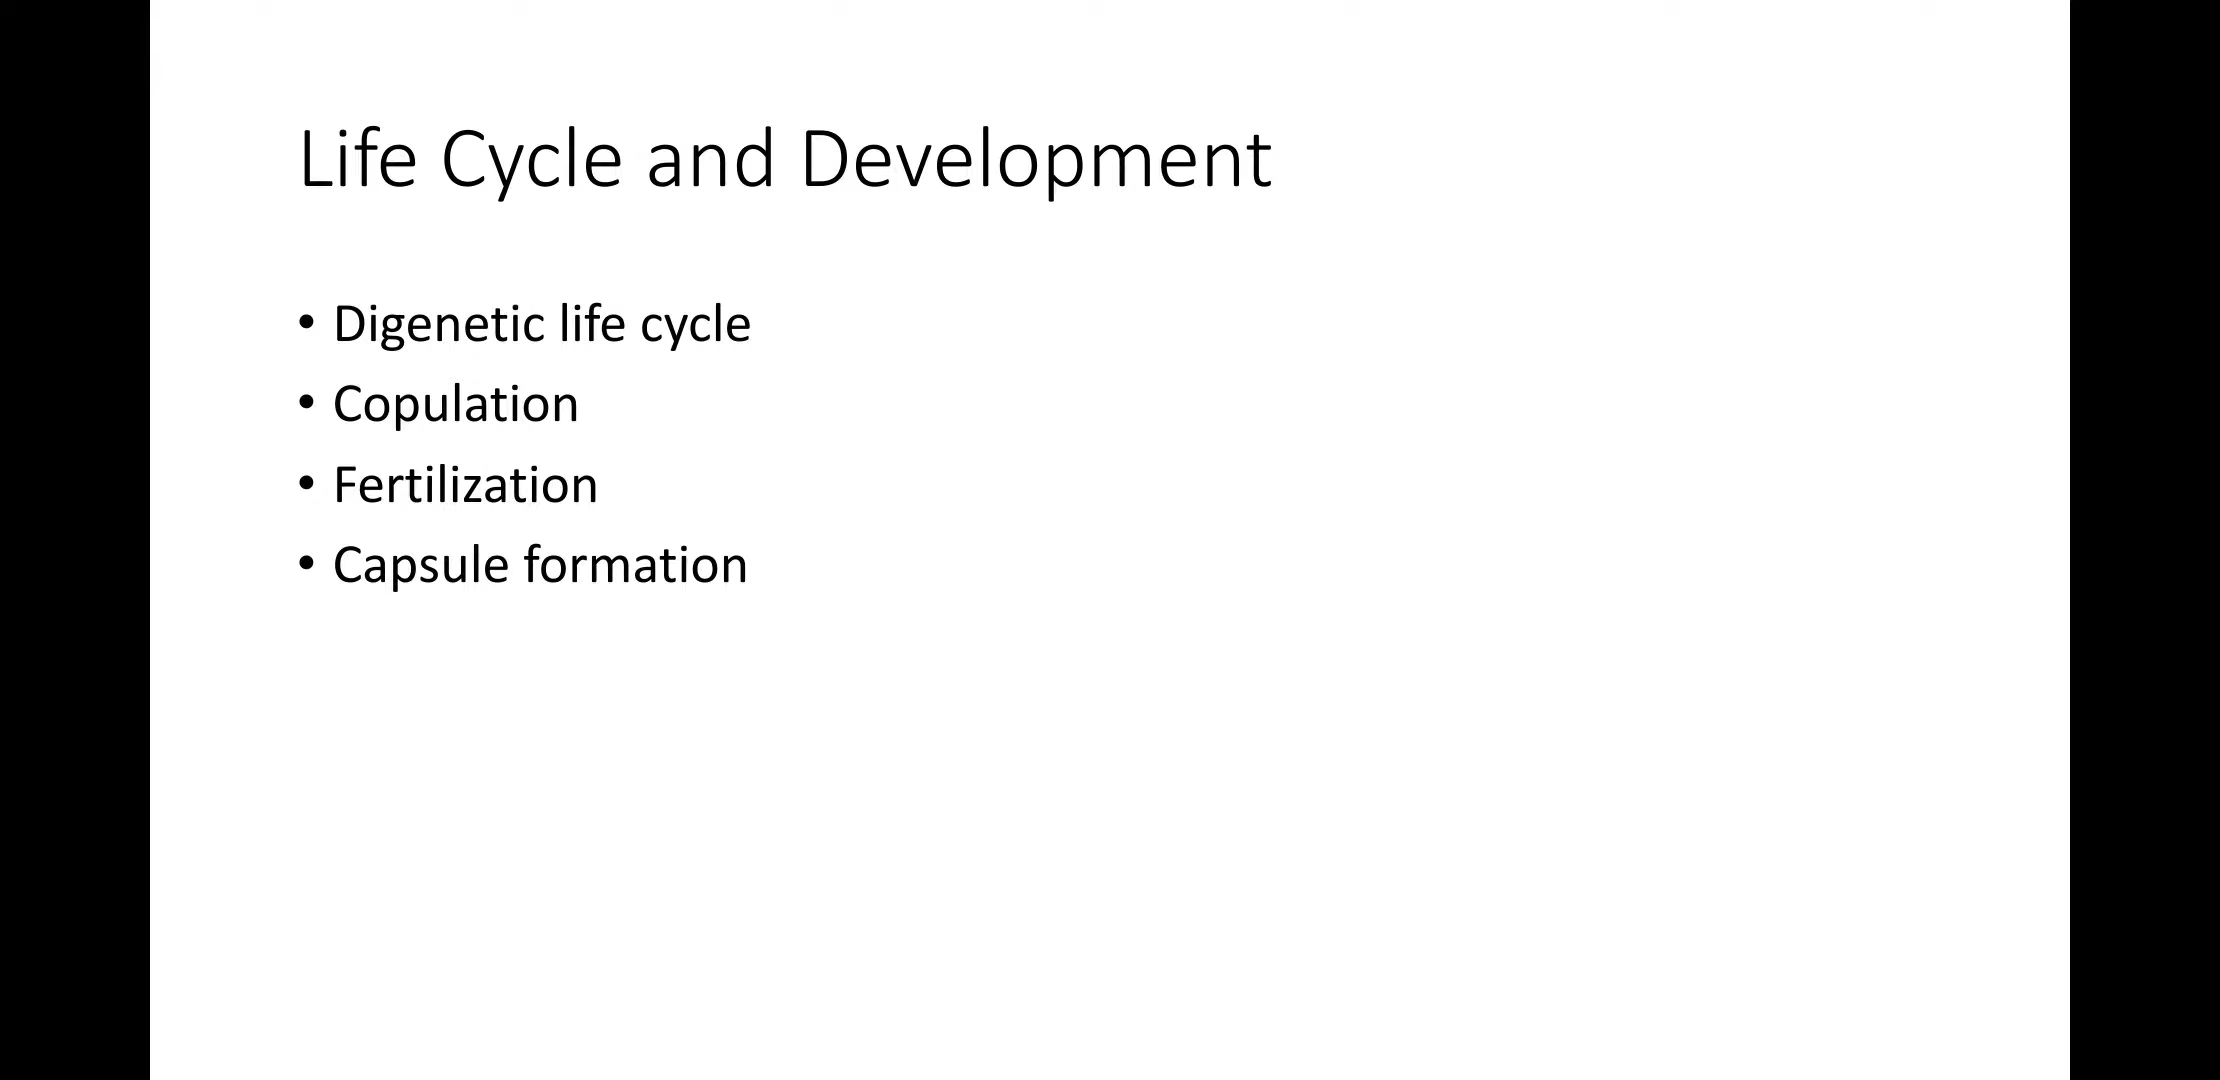 Life Cycle and Development
• Digenetic life cycle
• Copulation
• Fertilization
• Capsule formation